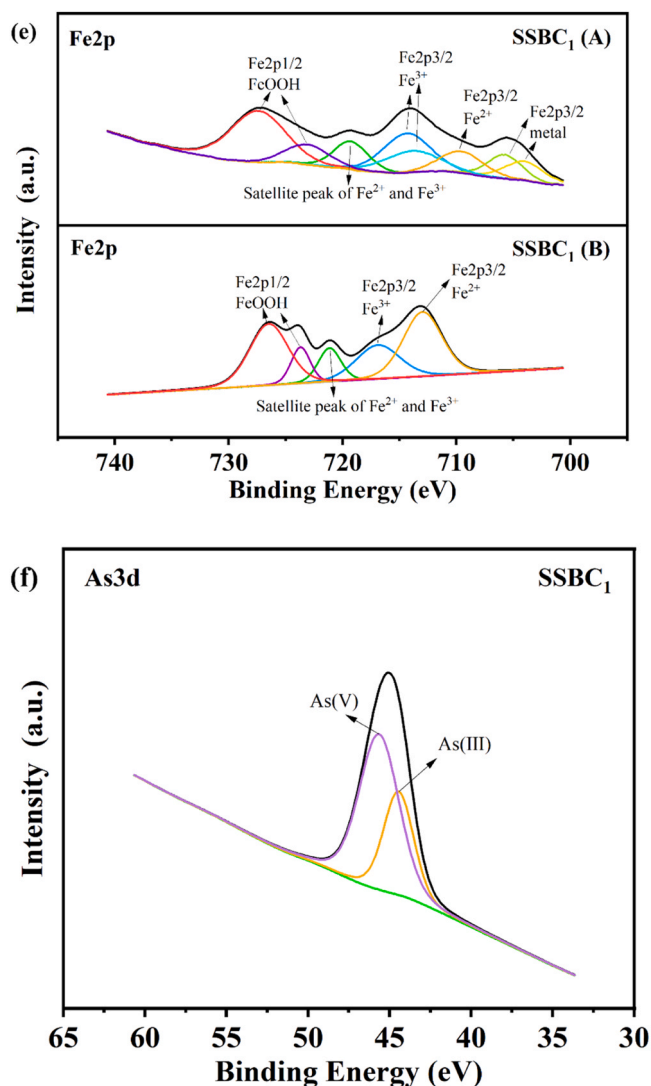 (e)
Fe2p
SSBC₁ (A)
Fe2p1/2
FeOOH
Fe2p3/2
Fe³⁺
Fe2p3/2
Fe²⁺
Fe2p3/2
metal
Satellite peak of Fe²⁺ and Fe³⁺
Fe2p
SSBC₁ (B)
Fe2p1/2
FeOOH
Fe2p3/2
Fe³⁺
Fe2p3/2
Fe²⁺
Satellite peak of Fe²⁺ and Fe³⁺
Intensity (a.u.)
740 730 720 710 700
Binding Energy (eV)
(f)
As3d
SSBC₁
As(V)
As(III)
Intensity (a.u.)
65 60 55 50 45 40 35 30
Binding Energy (eV)